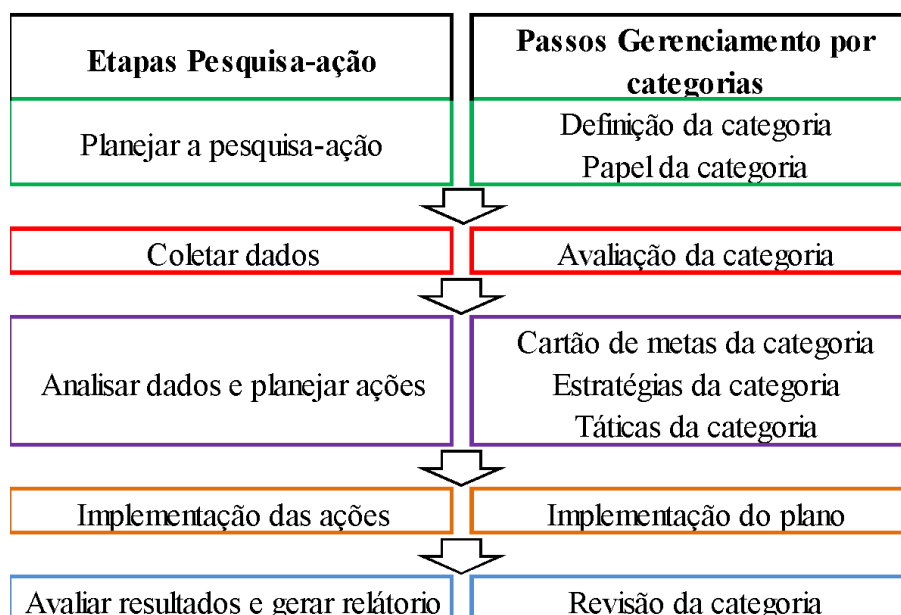 Etapas Pesquisa-ação
Passos Gerenciamento por
categorias
Planejar a pesquisa-ação
Definição da categoria
Papel da categoria
Coletar dados
Avaliação da categoria
Analisar dados e planejar ações
Cartão de metas da categoria
Estratégias da categoria
Táticas da categoria
Implementação das ações
Implementação do plano
Avaliar resultados e gerar relátorio
Revisão da categoria